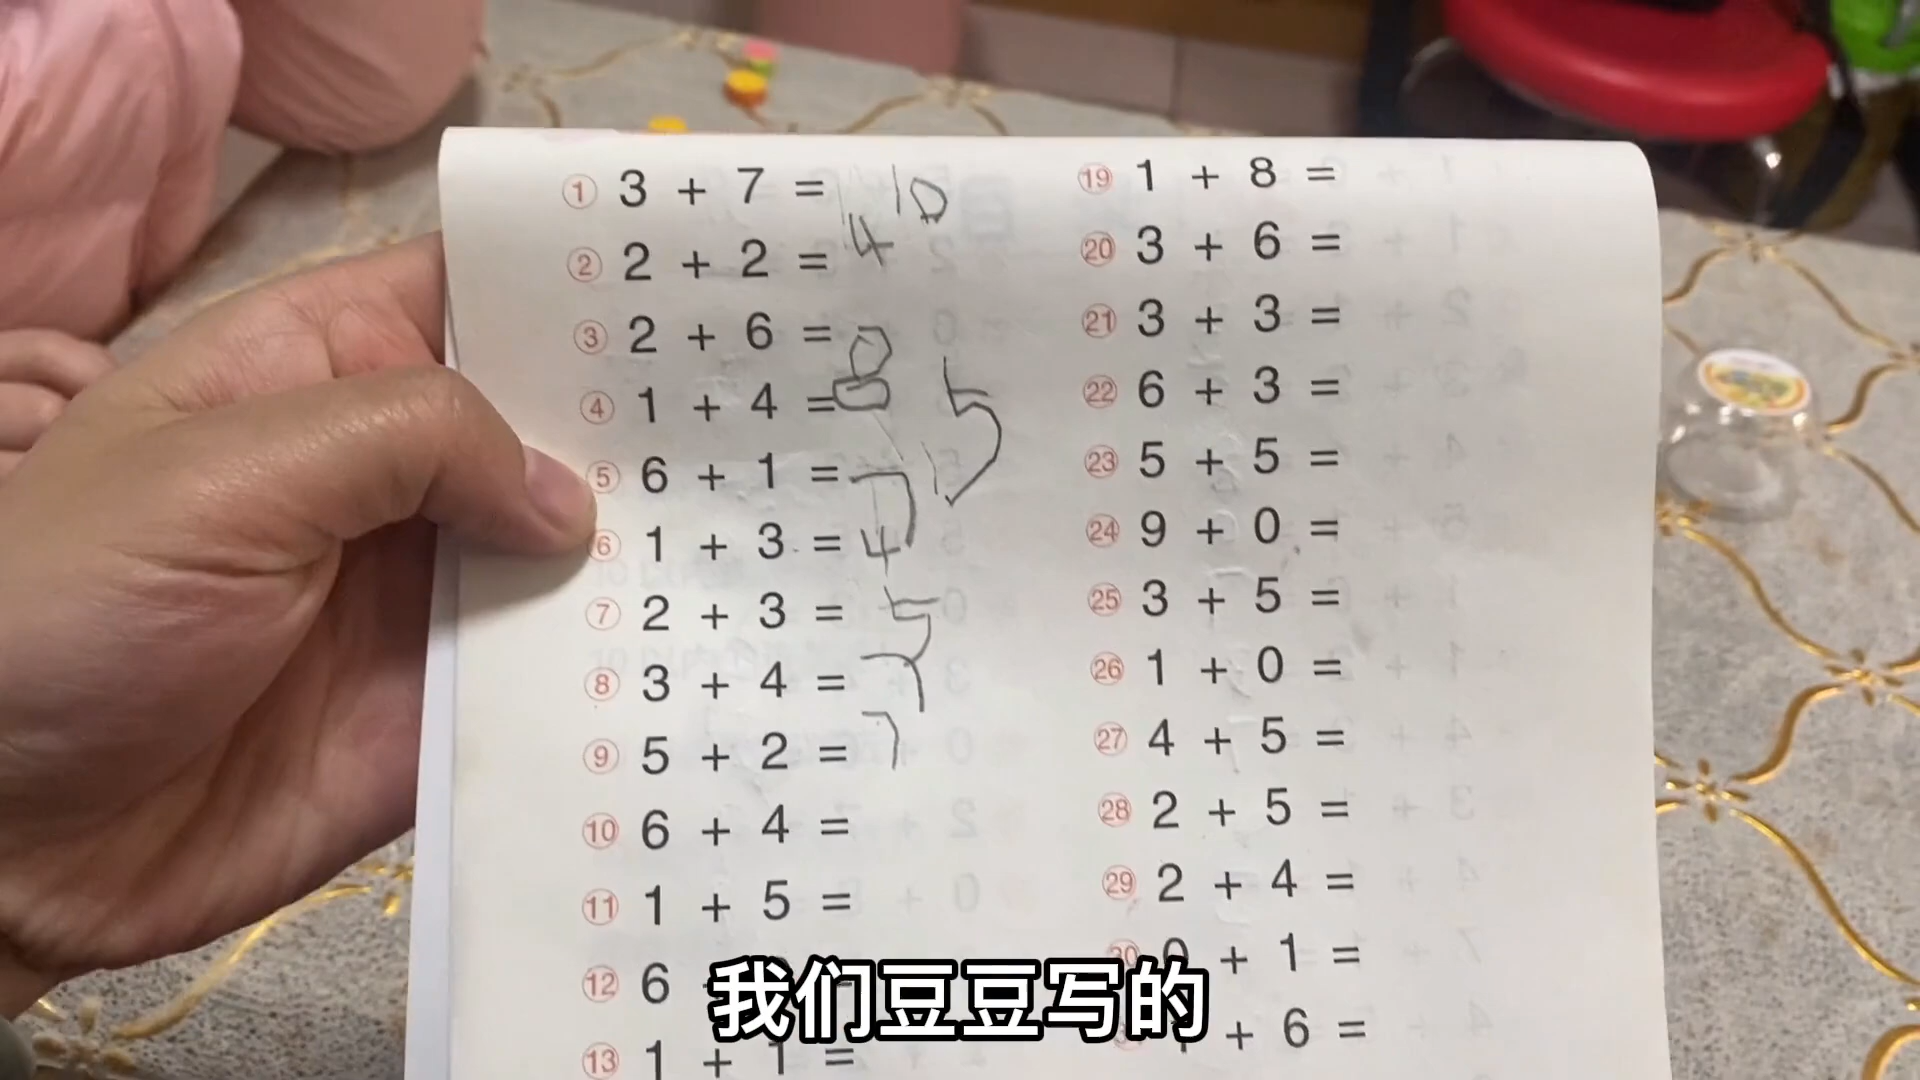 ① 3 + 7 = 10
② 2 + 2 = 4
③ 2 + 6 = 8
④ 1 + 4 = 5
⑤ 6 + 1 = 7
⑥ 1 + 3 = 4
⑦ 2 + 3 = 5
⑧ 3 + 4 = 7
⑨ 5 + 2 = 7
⑩ 6 + 4 =
⑪ 1 + 5 =
⑫ 6
⑬ 1 + 1 =
⑲ 1 + 8 =
⑳ 3 + 6 =
㉑ 3 + 3 =
㉒ 6 + 3 =
㉓ 5 + 5 =
㉔ 9 + 0 =
㉕ 3 + 5 =
㉖ 1 + 0 =
㉗ 4 + 5 =
㉘ 2 + 5 =
㉙ 2 + 4 =
㉚ 0 + 1 =
+ 6 =
我们豆豆写的